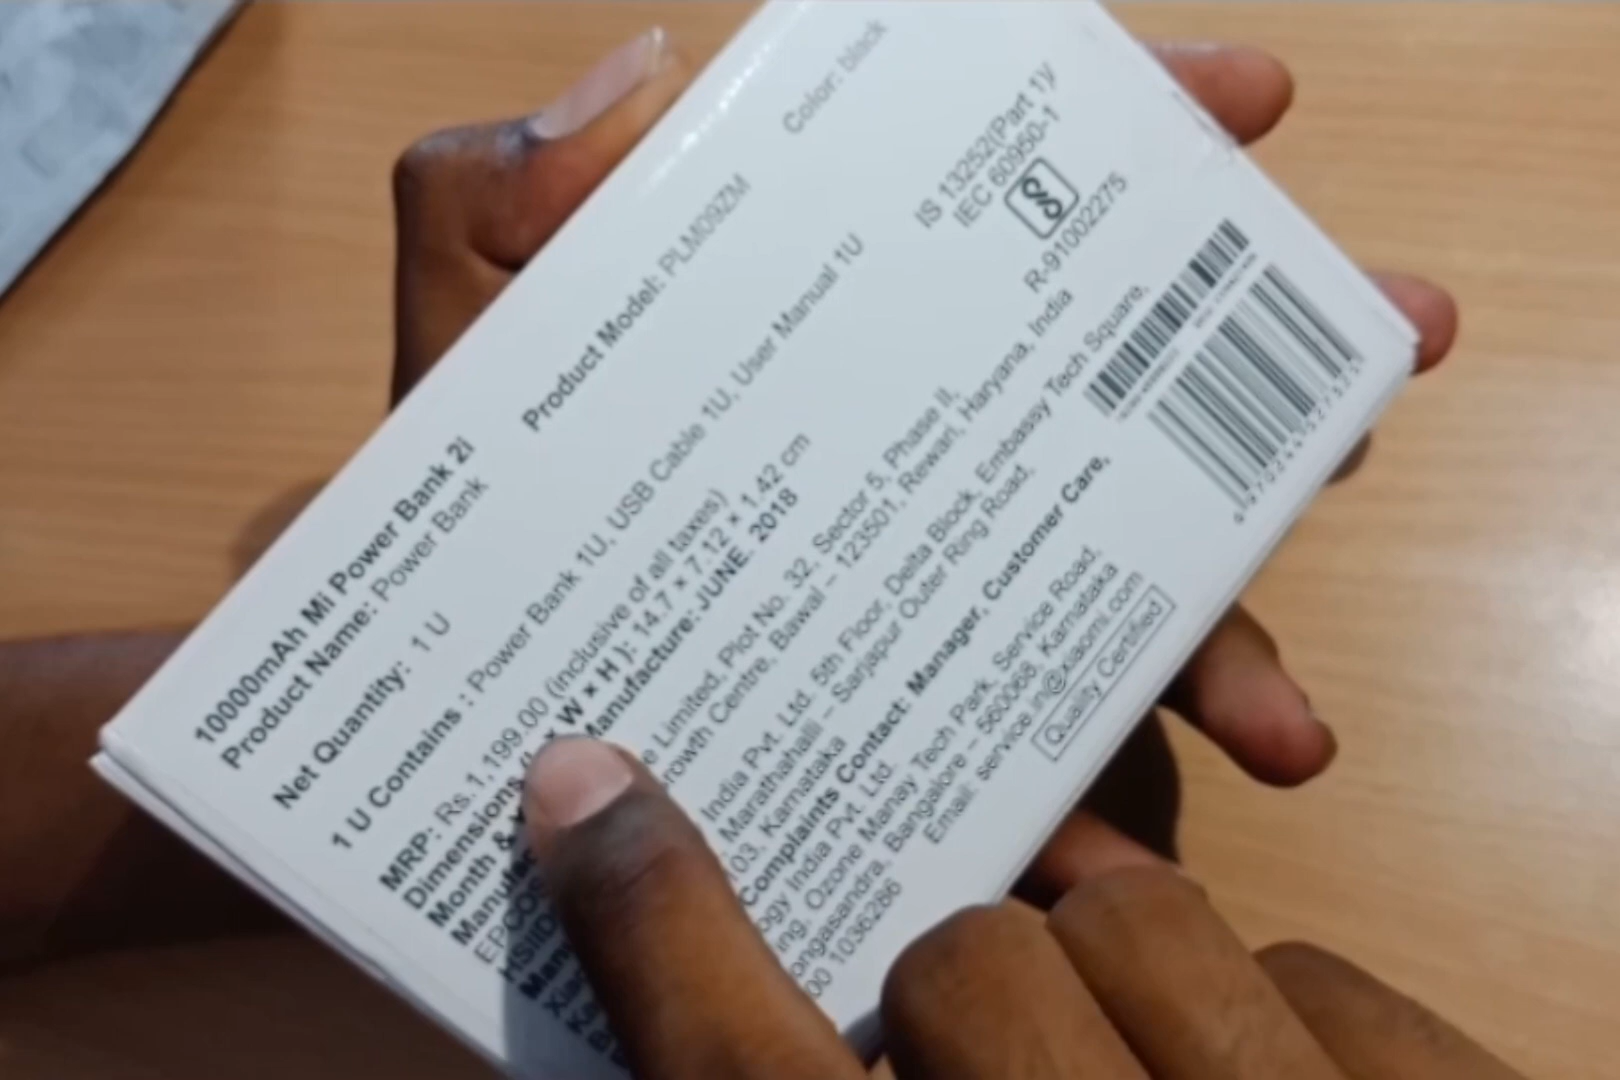 10000mAh Mi Power Bank 2i
Product Name: Power Bank
Product Model: PLM09ZM
Color: black
Net Quantity: 1 U
1 U Contains : Power Bank 1U, USB Cable 1U, User Manual 1U
MRP: Rs.1,199.00 (inclusive of all taxes)
Dimensions (L × W × H ): 14.7 × 7.12 × 1.42 cm
Month & Manufacture: JUNE. 2018
Limited, Plot No. 32, Sector 5, Phase II,
Growth Centre, Bawal – 123501, Rewari, Haryana, India
India Pvt. Ltd. 5th Floor, Delta Block, Embassy Tech Square,
Marathahalli – Sarjapur Outer Ring Road,
Karnataka
Complaints Contact: Manager, Customer Care,
India Pvt. Ltd.
Ozone Manay Tech Park, Service Road,
Bangalore – 560068, Karnataka
1036286
Email: service.in@xiaomi.com
Quality Certified
IS 13252(Part 1)/
IEC 60950-1
R-91002275